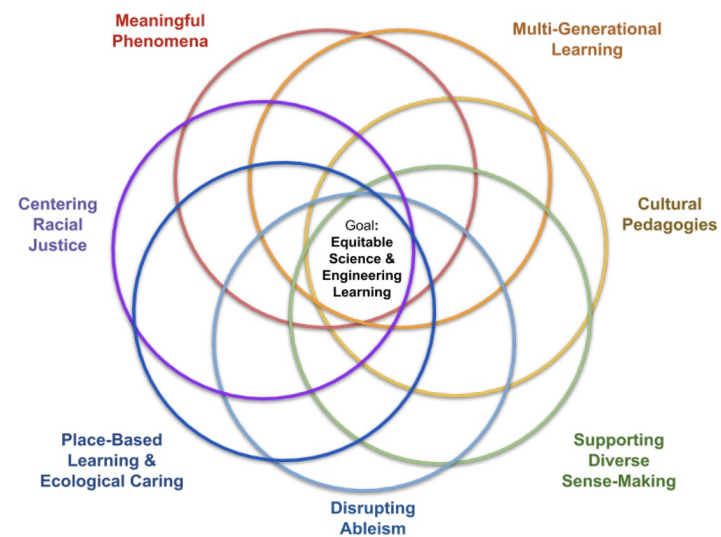 Meaningful
Phenomena
Multi-Generational
Learning
Centering
Racial
Justice
Goal:
Equitable
Science &
Engineering
Learning
Cultural
Pedagogies
Place-Based
Learning &
Ecological Caring
Supporting
Diverse
Sense-Making
Disrupting
Ableism